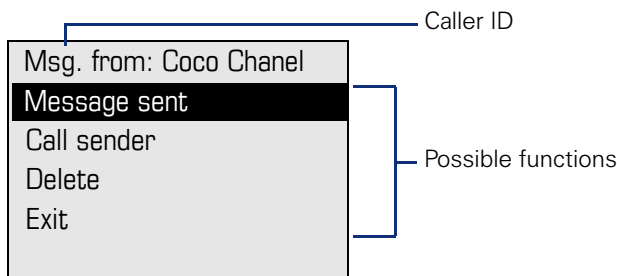 Caller ID
Msg. from: Coco Chanel
Message sent
Call sender
Delete
Exit
Possible functions